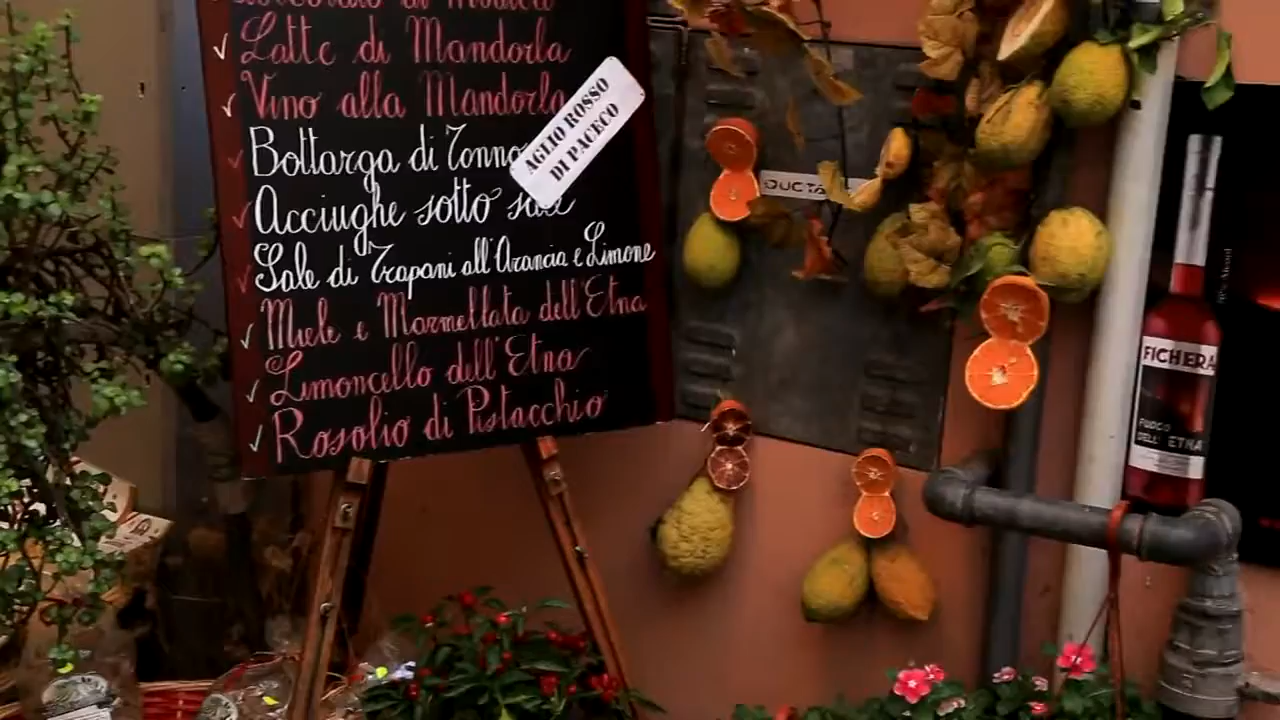 Latte di Mandorla
Vino alla Mandorla
Bottarga di Tonno
Acciughe sotto sale
Sale di Trapani all'Arancia e Limone
Miele e Marmellata dell'Etna
Limoncello dell'Etna
Rosolio di Pistacchio
AGLIO ROSSO
DI PACECO
FICHERA
FUOCO
DELL' ETNA